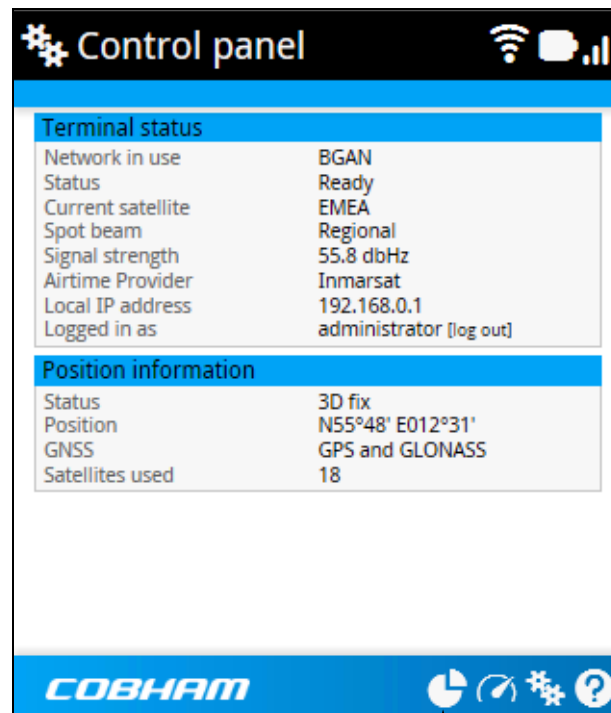 Control panel
Terminal status
Network in use BGAN
Status Ready
Current satellite EMEA
Spot beam Regional
Signal strength 55.8 dbHz
Airtime Provider Inmarsat
Local IP address 192.168.0.1
Logged in as administrator [log out]
Position information
Status 3D fix
Position N55°48' E012°31'
GNSS GPS and GLONASS
Satellites used 18
COBHAM
?